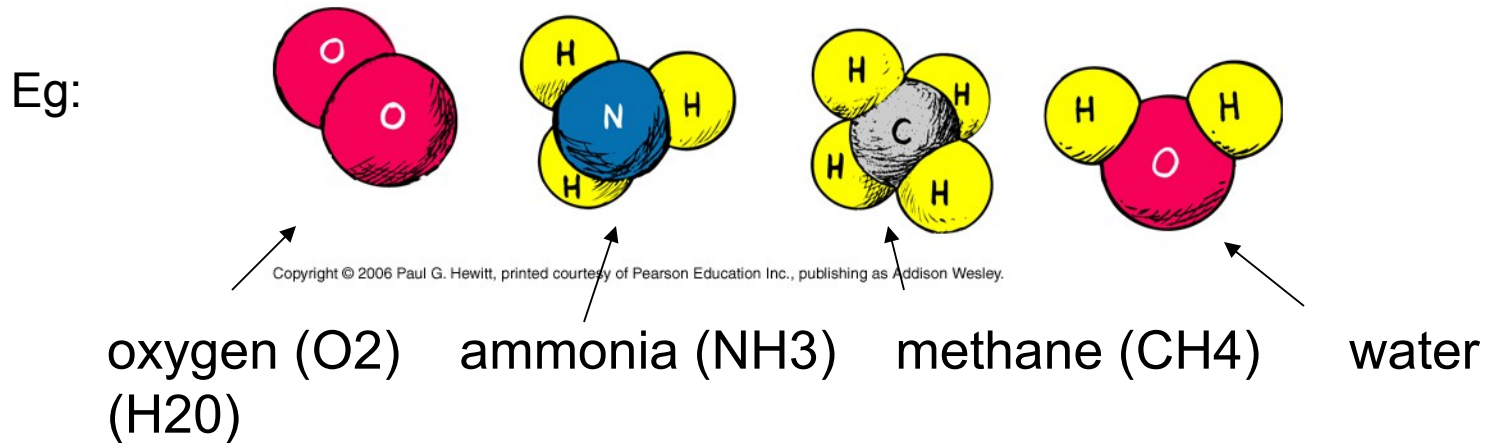 Eg:
O O
H N H H
H H C H H
H H O
Copyright © 2006 Paul G. Hewitt, printed courtesy of Pearson Education Inc., publishing as Addison Wesley.
oxygen (O2) ammonia (NH3) methane (CH4) water
(H20)